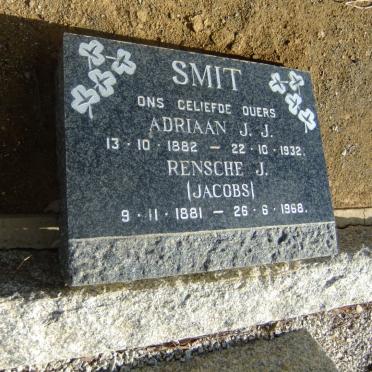 SMIT
ONS GELIEFDE OUERS
ADRIAAN J. J.
13 · 10 · 1882 – 22 · 10 · 1932.
RENSCHE J.
(JACOBS)
9 · 11 · 1881 – 26 · 6 · 1968.